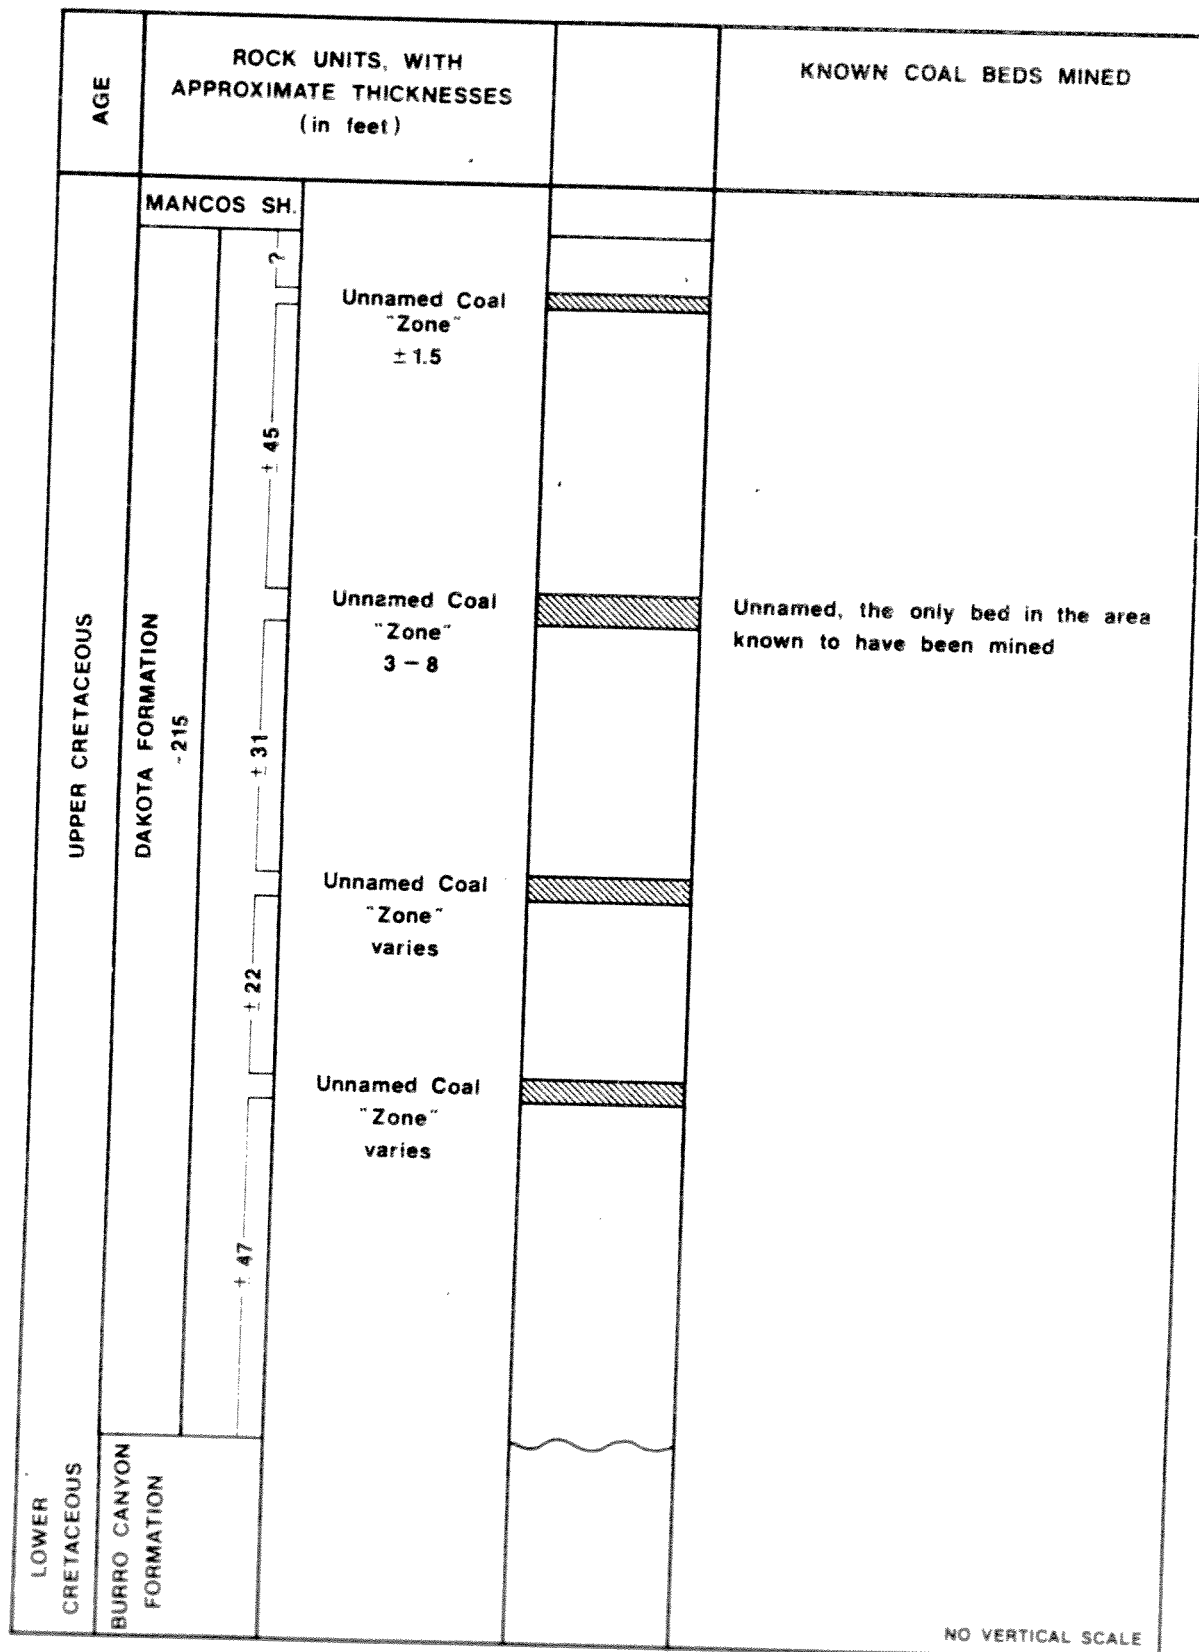 AGE
ROCK UNITS, WITH
APPROXIMATE THICKNESSES
(in feet)
KNOWN COAL BEDS MINED
UPPER CRETACEOUS
MANCOS SH.
DAKOTA FORMATION
-215
?
Unnamed Coal
"Zone"
± 1.5
± 45
Unnamed Coal
"Zone"
3 – 8
Unnamed, the only bed in the area
known to have been mined
± 31
Unnamed Coal
"Zone"
varies
± 22
Unnamed Coal
"Zone"
varies
± 47
LOWER
CRETACEOUS
BURRO CANYON
FORMATION
NO VERTICAL SCALE